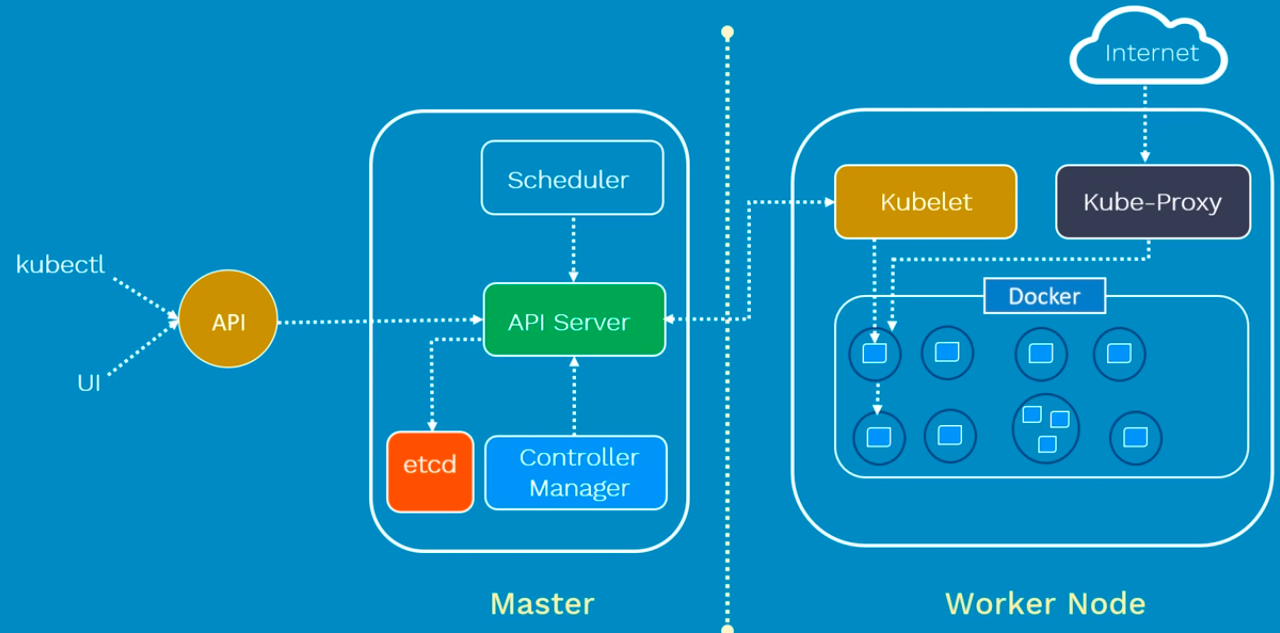 Internet
Scheduler
Kubelet
Kube-Proxy
kubectl
API
API Server
Docker
UI
etcd
Controller
Manager
Master
Worker Node